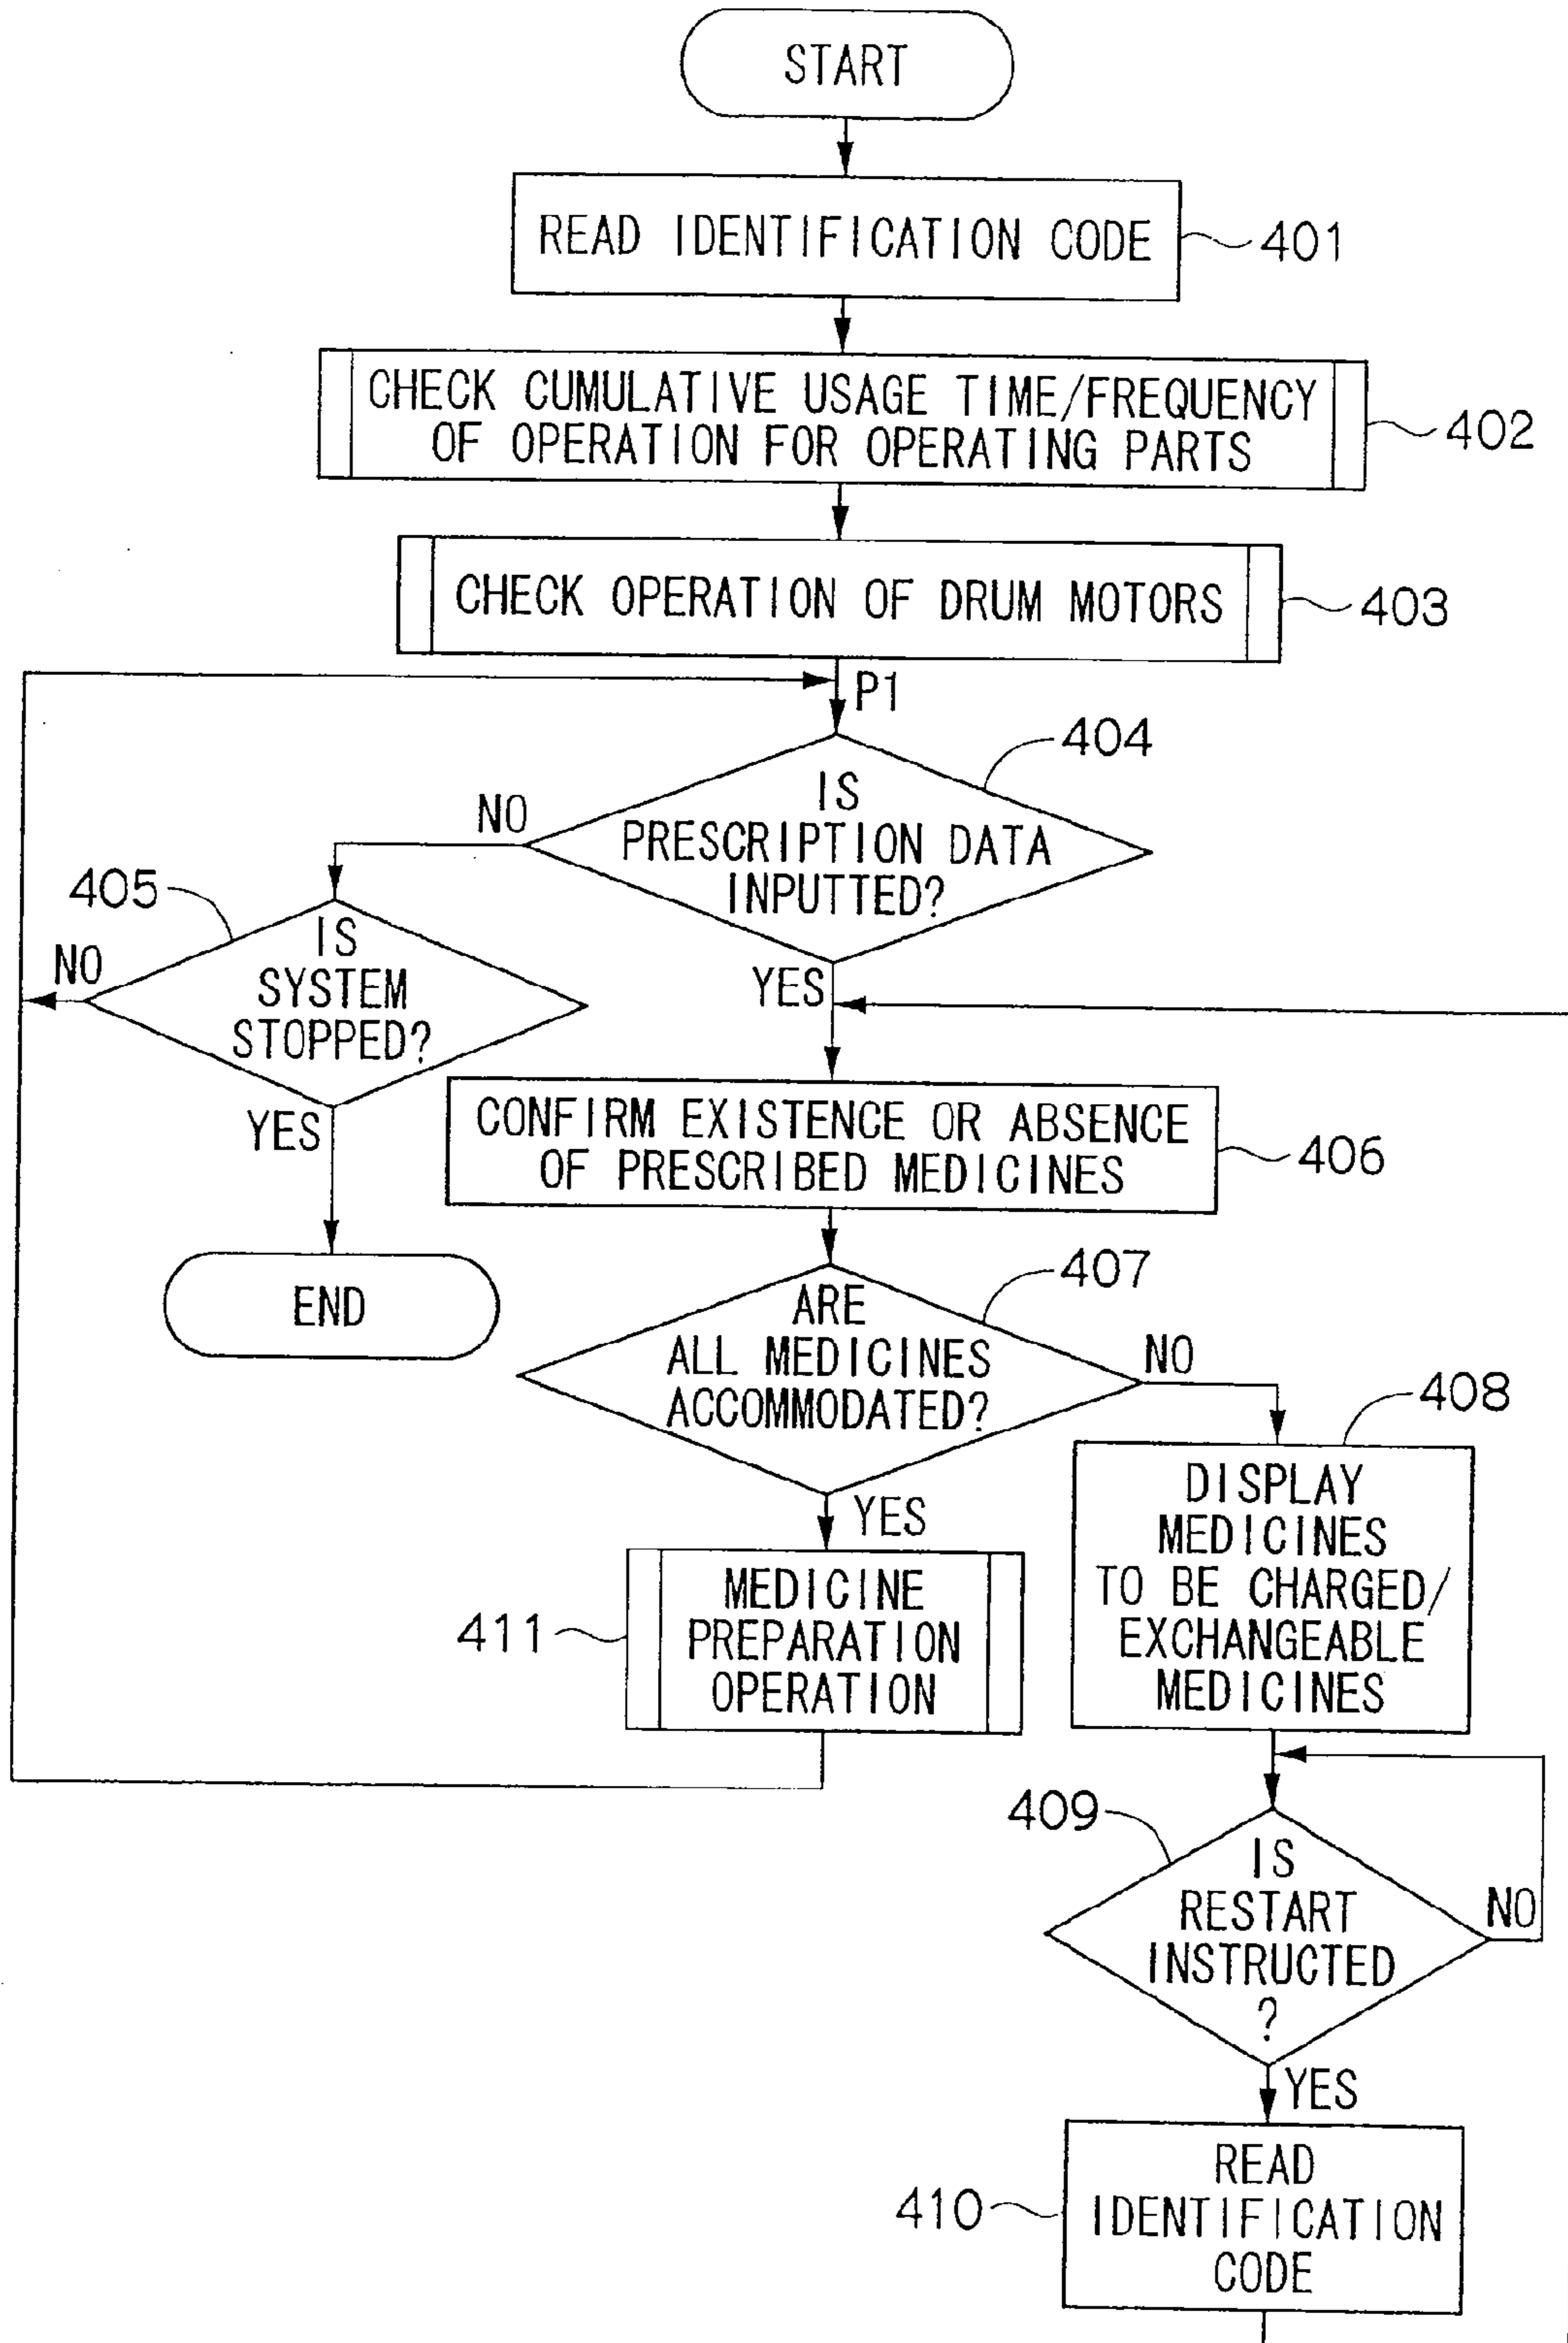 START
READ IDENTIFICATION CODE
401
CHECK CUMULATIVE USAGE TIME/FREQUENCY
OF OPERATION FOR OPERATING PARTS
402
CHECK OPERATION OF DRUM MOTORS
403
P1
404
IS
PRESCRIPTION DATA
INPUTTED?
NO
405
IS
SYSTEM
STOPPED?
NO
YES
YES
CONFIRM EXISTENCE OR ABSENCE
OF PRESCRIBED MEDICINES
406
END
407
ARE
ALL MEDICINES
ACCOMMODATED?
NO
408
YES
DISPLAY
MEDICINES
TO BE CHARGED/
EXCHANGEABLE
MEDICINES
411
MEDICINE
PREPARATION
OPERATION
409
IS
RESTART
INSTRUCTED
?
NO
YES
410
READ
IDENTIFICATION
CODE